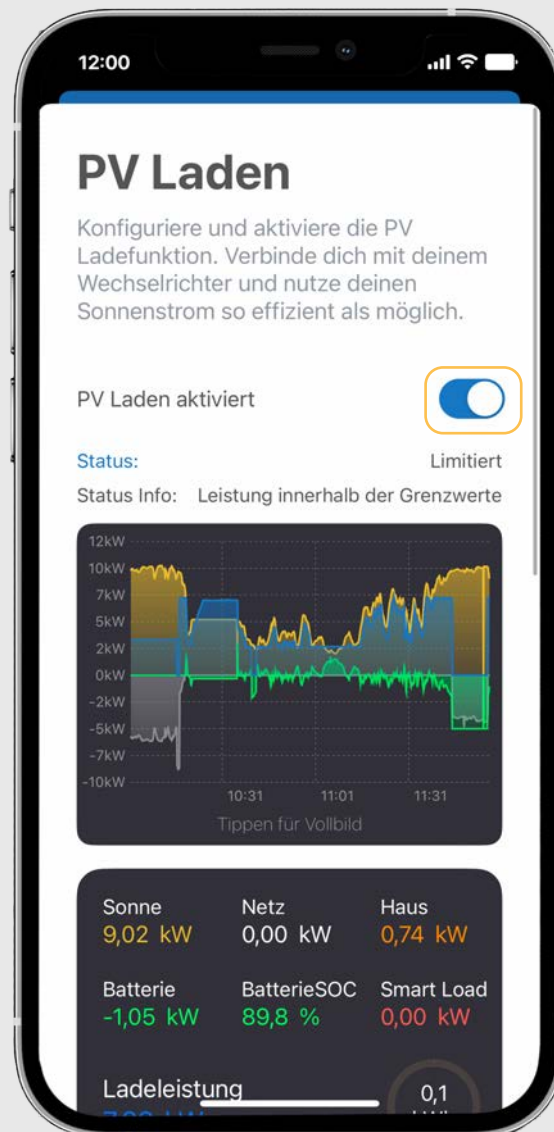 12:00
PV Laden
Konfiguriere und aktiviere die PV
Ladefunktion. Verbinde dich mit deinem
Wechselrichter und nutze deinen
Sonnenstrom so effizient als möglich.
PV Laden aktiviert
Status: Limitiert
Status Info: Leistung innerhalb der Grenzwerte
12kW
10kW
7kW
5kW
2kW
0kW
-2kW
-5kW
-7kW
-10kW
10:31 11:01 11:31
Tippen für Vollbild
Sonne Netz Haus
9,02 kW 0,00 kW 0,74 kW
Batterie BatterieSOC Smart Load
-1,05 kW 89,8 % 0,00 kW
Ladeleistung 0,1